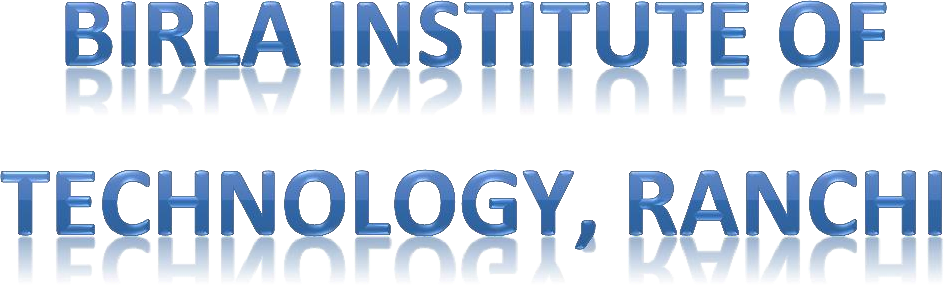 BIRLA INSTITUTE OF
TECHNOLOGY, RANCHI